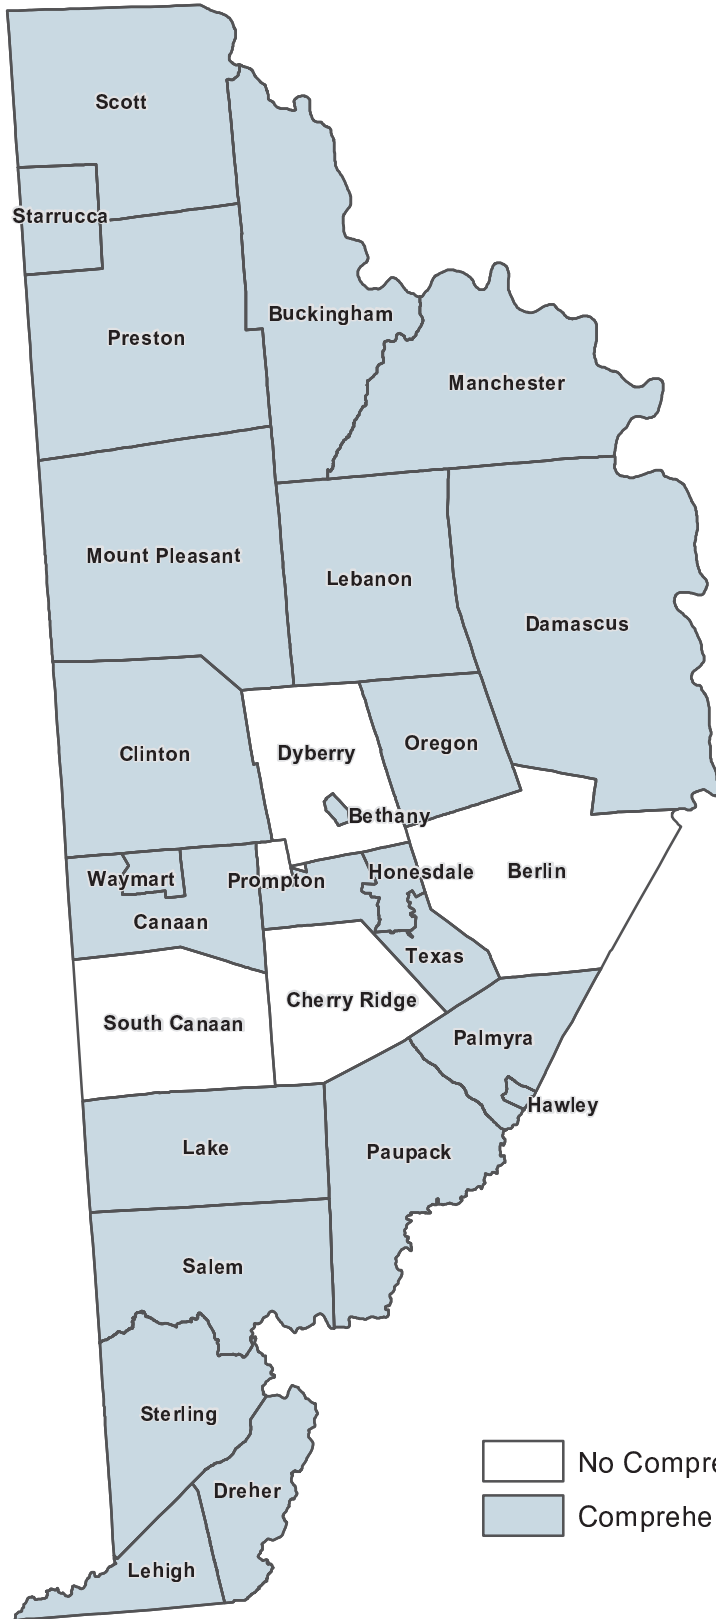 Scott
Starrucca
Buckingham
Preston
Manchester
Mount Pleasant
Lebanon
Damascus
Clinton
Dyberry
Oregon
Bethany
Waymart
Prompton
Honesdale
Berlin
Canaan
Texas
South Canaan
Cherry Ridge
Palmyra
Hawley
Lake
Paupack
Salem
Sterling
No Compre
Dreher
Comprehe
Lehigh